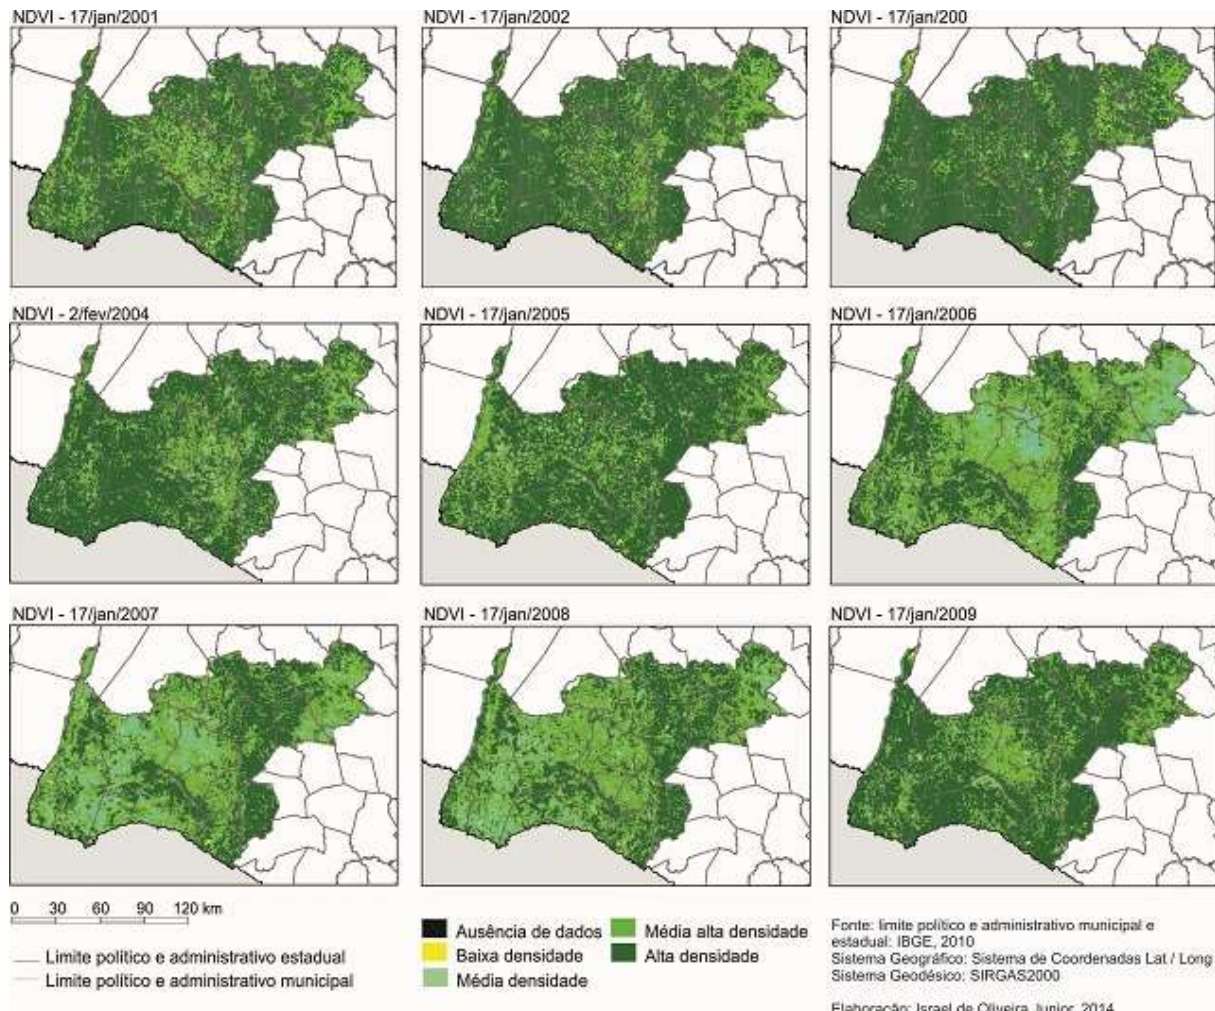 NDVI - 17/jan/2001
NDVI - 17/jan/2002
NDVI - 17/jan/200
NDVI - 2/fev/2004
NDVI - 17/jan/2005
NDVI - 17/jan/2006
NDVI - 17/jan/2007
NDVI - 17/jan/2008
NDVI - 17/jan/2009
0 30 60 90 120 km
Limite político e administrativo estadual
Limite político e administrativo municipal
Ausência de dados
Baixa densidade
Média densidade
Média alta densidade
Alta densidade
Fonte: limite político e administrativo municipal e
estadual: IBGE, 2010
Sistema Geográfico: Sistema de Coordenadas Lat / Long
Sistema Geodésico: SIRGAS2000
Elaboração: Israel de Oliveira Junior, 2014